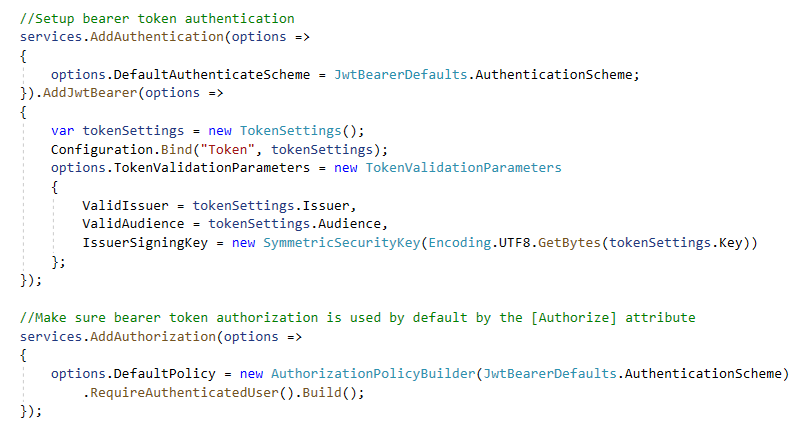 //Setup bearer token authentication
services.AddAuthentication(options =>
{
    options.DefaultAuthenticateScheme = JwtBearerDefaults.AuthenticationScheme;
}).AddJwtBearer(options =>
{
    var tokenSettings = new TokenSettings();
    Configuration.Bind("Token", tokenSettings);
    options.TokenValidationParameters = new TokenValidationParameters
    {
        ValidIssuer = tokenSettings.Issuer,
        ValidAudience = tokenSettings.Audience,
        IssuerSigningKey = new SymmetricSecurityKey(Encoding.UTF8.GetBytes(tokenSettings.Key))
    };
});

//Make sure bearer token authorization is used by default by the [Authorize] attribute
services.AddAuthorization(options =>
{
    options.DefaultPolicy = new AuthorizationPolicyBuilder(JwtBearerDefaults.AuthenticationScheme)
        .RequireAuthenticatedUser().Build();
});